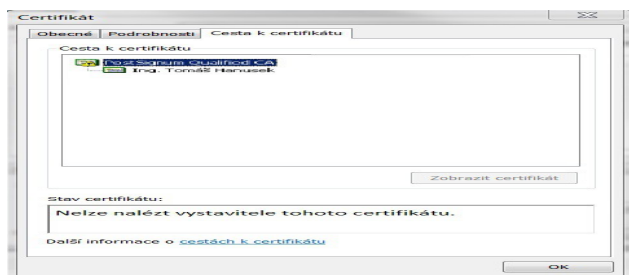 Certifikát
Obecné Podrobnosti Cesta k certifikátu
Cesta k certifikátu
PostSignum Qualified CA
Ing. Tomáš Hanusek
Zobrazit certifikát
Stav certifikátu:
Nelze nalézt vystavitele tohoto certifikátu.
Další informace o cestách k certifikátu
OK